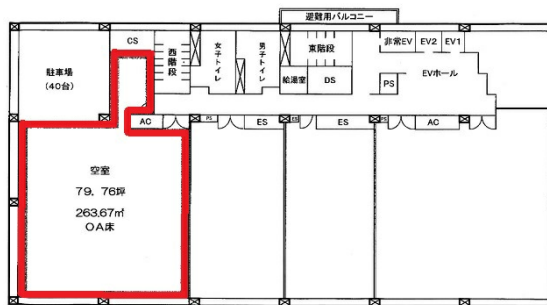 避難用バルコニー
CS
西階段
女子トイレ
男子トイレ
東階段
非常EV
EV2
EV1
駐車場
(40台)
給湯室
DS
EVホール
PS
AC
PS
ES
ES
PS
AC
空室
79.76坪
263.67㎡
OA床